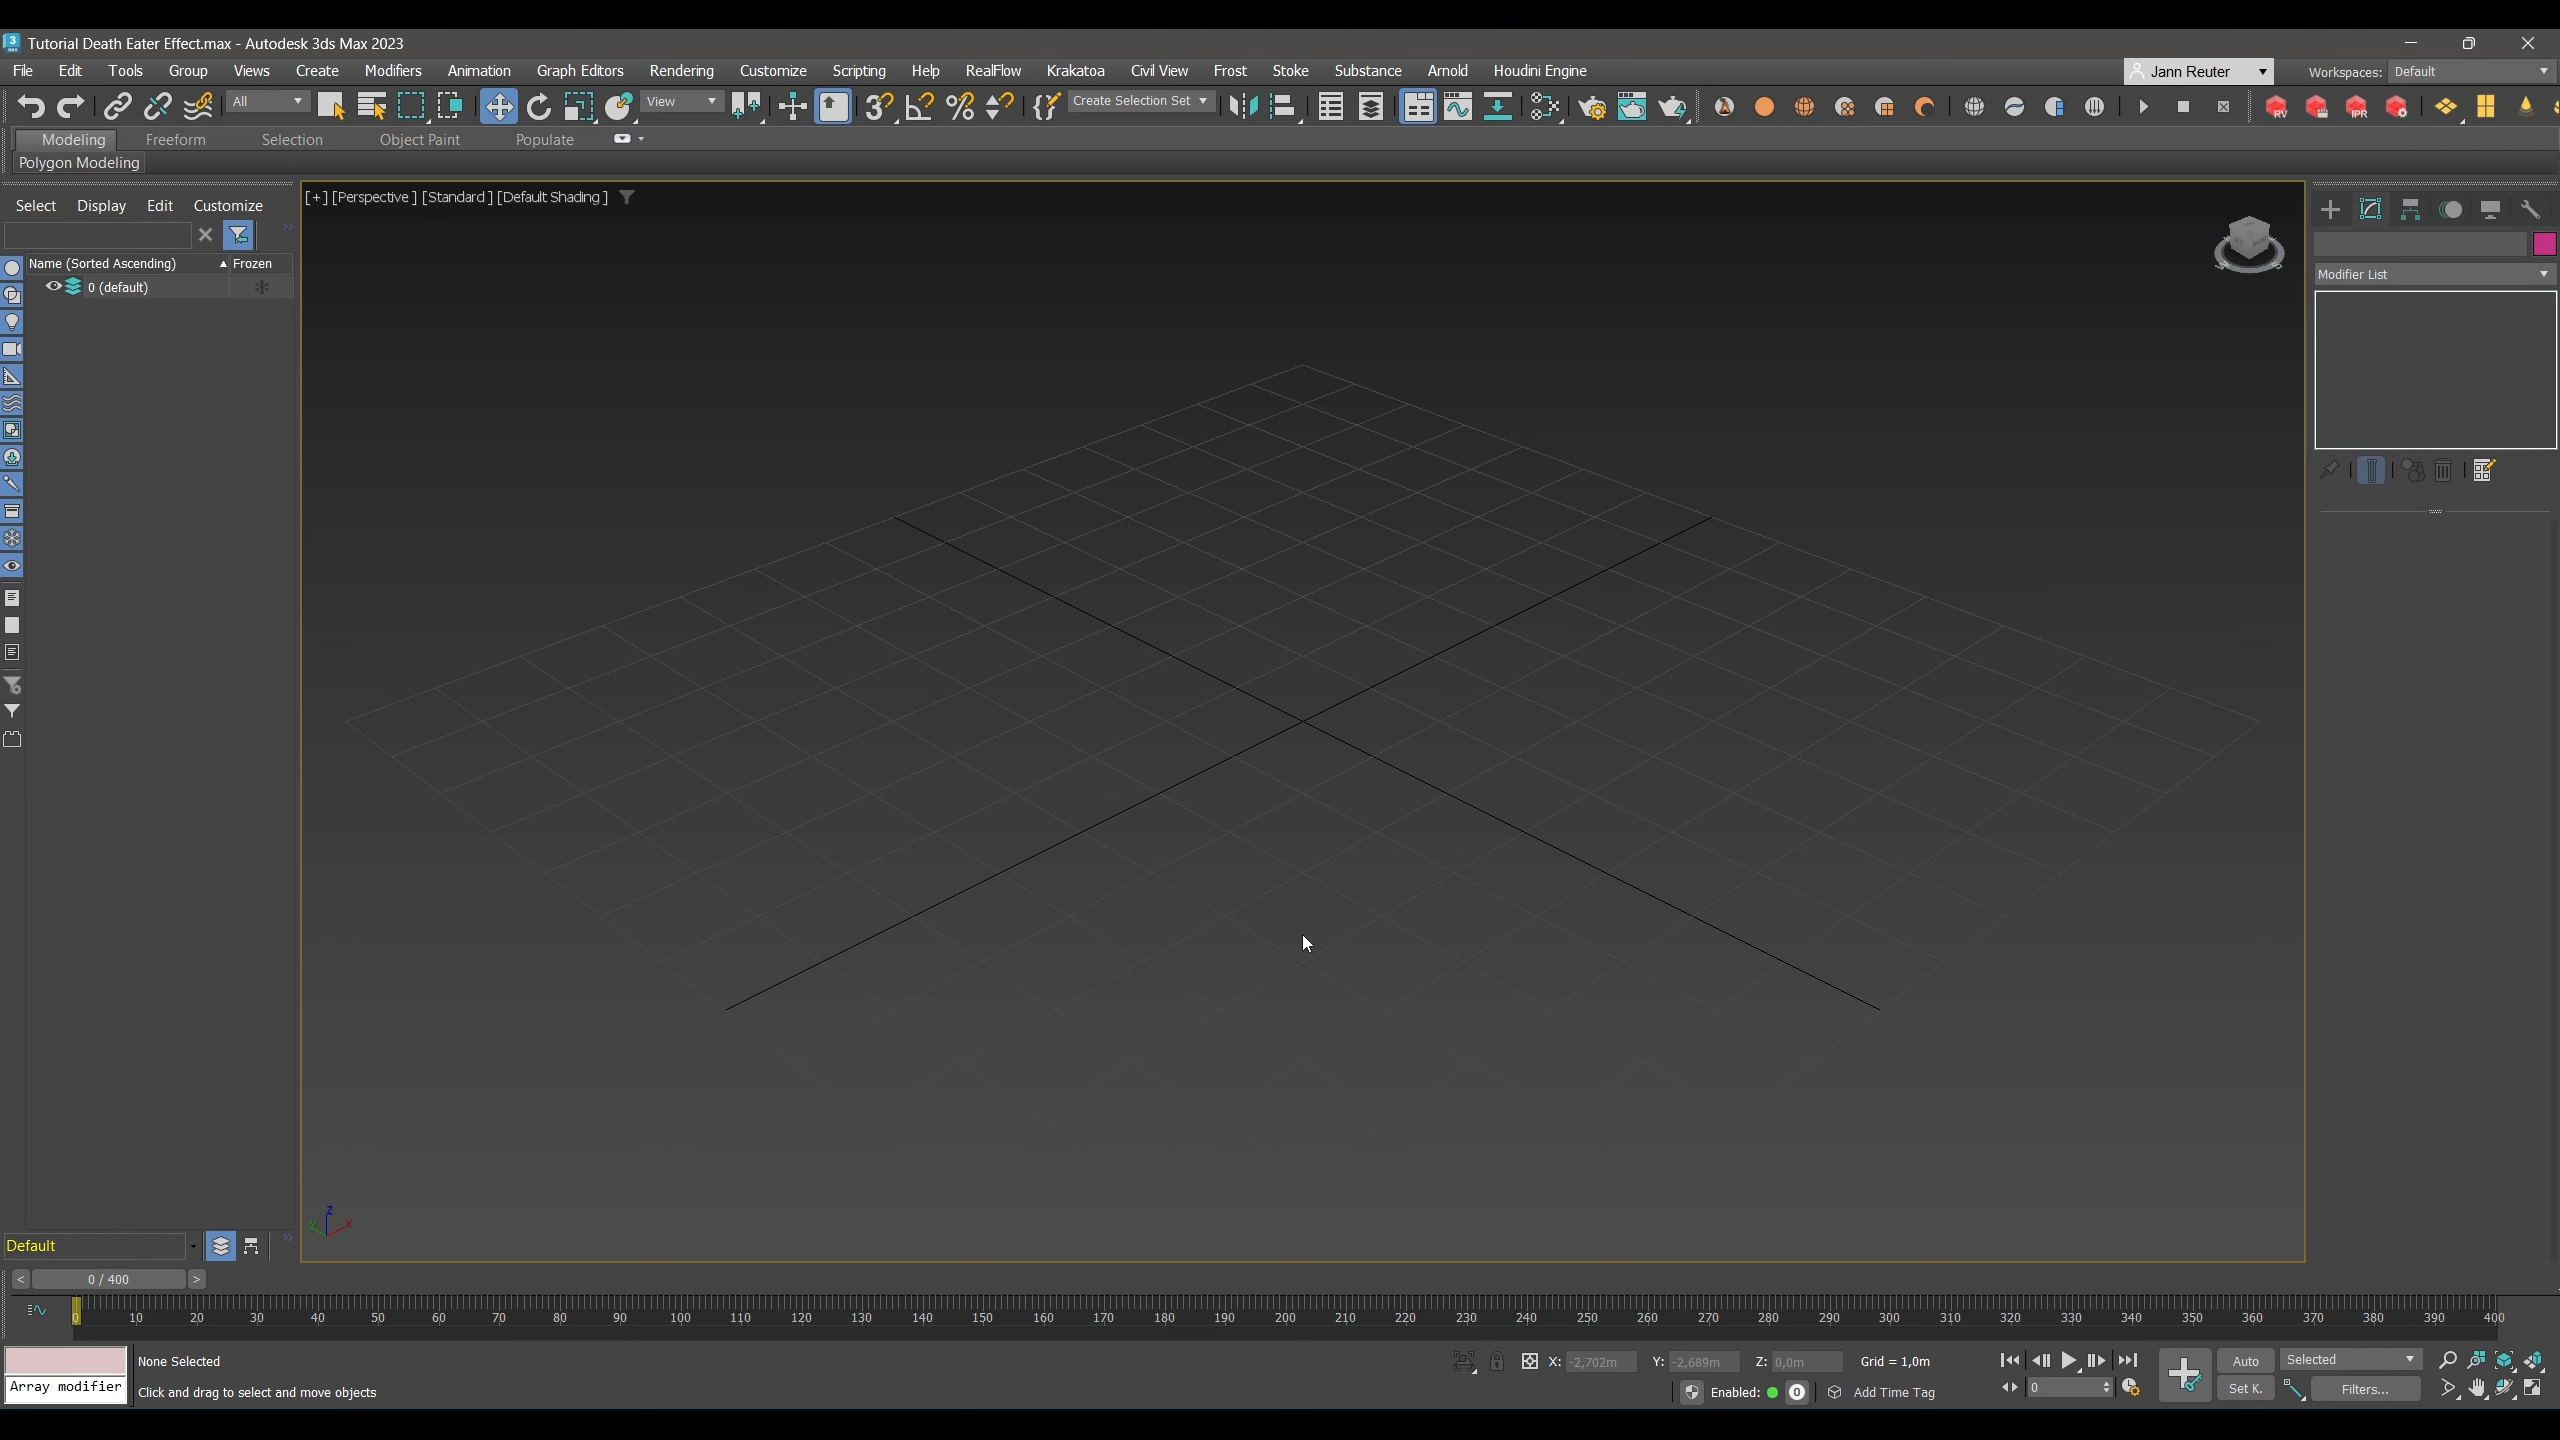 Tutorial Death Eater Effect.max - Autodesk 3ds Max 2023
File Edit Tools Group Views Create Modifiers Animation Graph Editors Rendering Customize Scripting Help RealFlow Krakatoa Civil View Frost Stoke Substance Arnold Houdini Engine Jann Reuter Workspaces: Default
All View Create Selection Set RV IPR
Modeling Freeform Selection Object Paint Populate
Polygon Modeling
Select Display Edit Customize
[+] [Perspective ] [Standard ] [Default Shading ]
Name (Sorted Ascending) Frozen
0 (default)
Modifier List
z
y x
Default
< 0 / 400 >
0 10 20 30 40 50 60 70 80 90 100 110 120 130 140 150 160 170 180 190 200 210 220 230 240 250 260 270 280 290 300 310 320 330 340 350 360 370 380 390 400
None Selected X: -2,702m Y: -2,689m Z: 0,0m Grid = 1,0m Auto Selected
Array modifier Click and drag to select and move objects Enabled: 0 Add Time Tag 0 Set K. Filters...